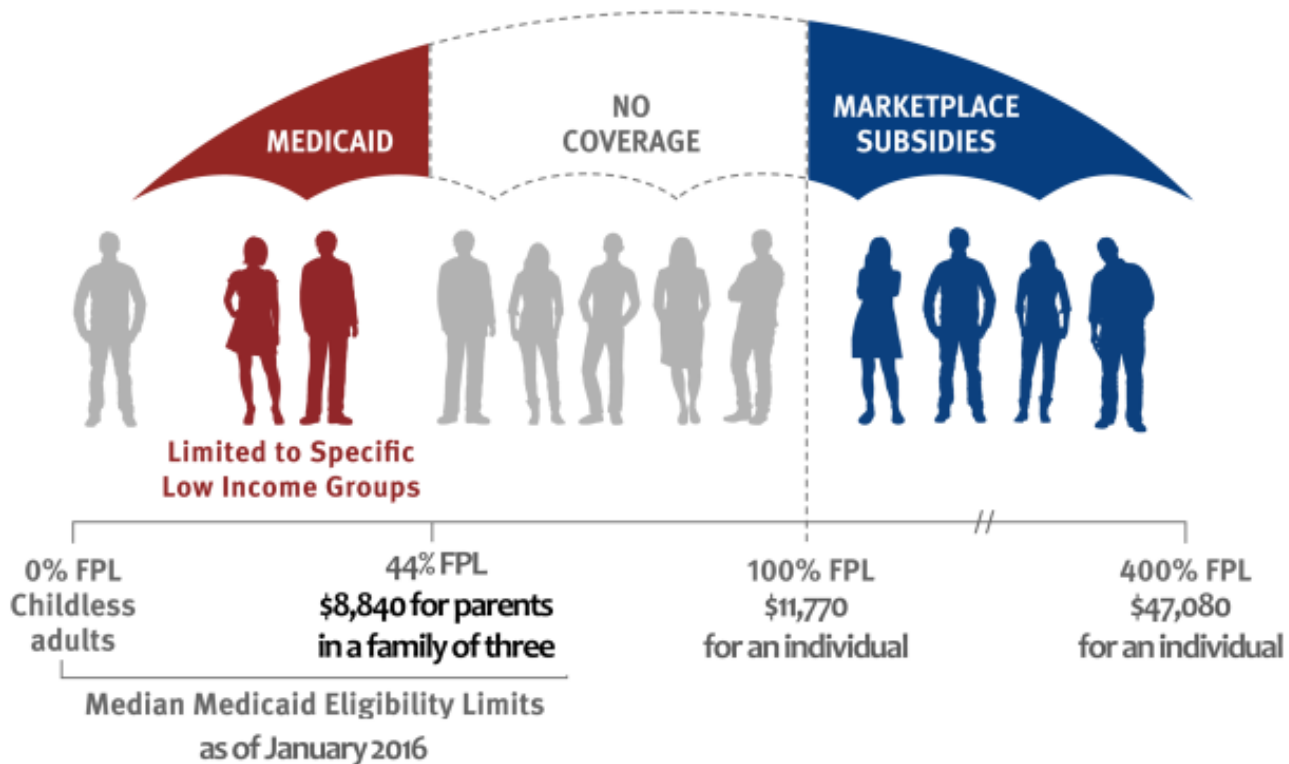 MEDICAID
NO
COVERAGE
MARKETPLACE
SUBSIDIES
Limited to Specific
Low Income Groups
0% FPL
Childless
adults
44% FPL
$8,840 for parents
in a family of three
100% FPL
$11,770
for an individual
400% FPL
$47,080
for an individual
Median Medicaid Eligibility Limits
as of January 2016